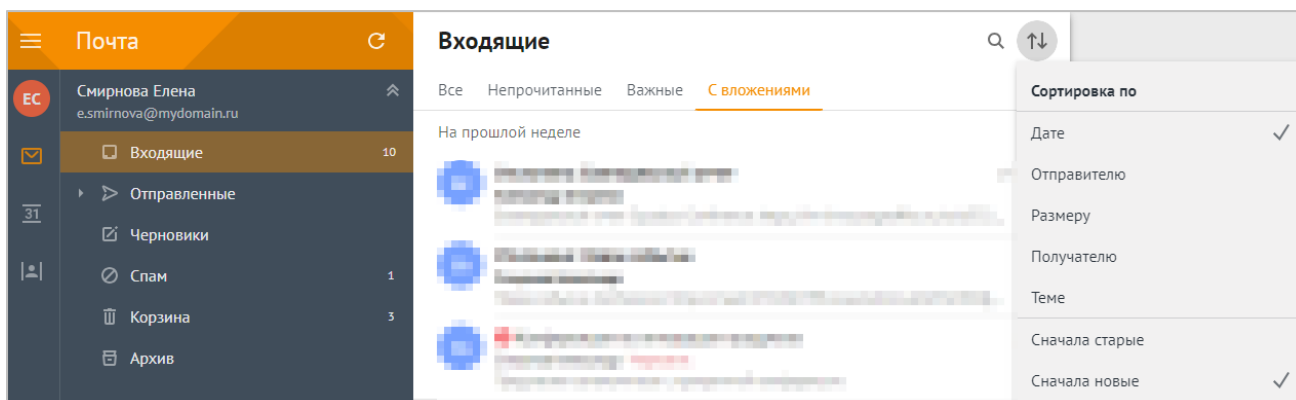 Почта
ЕС
Смирнова Елена
e.smirnova@mydomain.ru
Входящие 10
31
Отправленные
Черновики
Спам 1
Корзина 3
Архив
Входящие
Все Непрочитанные Важные С вложениями
На прошлой неделе
Сортировка по
Дате
Отправителю
Размеру
Получателю
Теме
Сначала старые
Сначала новые